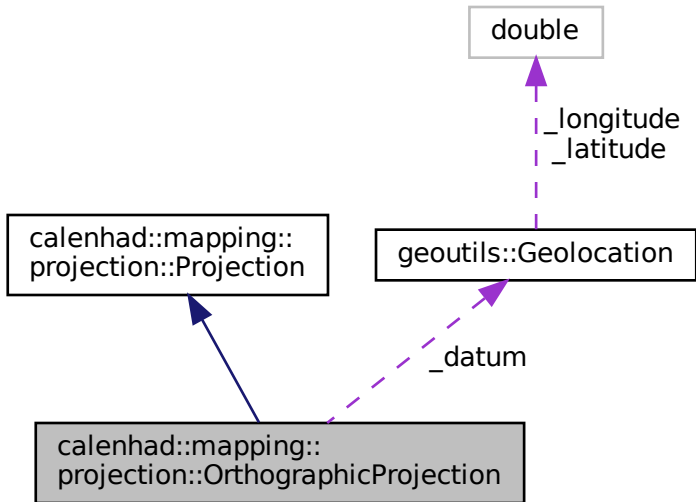 double
_longitude
_latitude
calenhad::mapping::
projection::Projection
geoutils::Geolocation
_datum
calenhad::mapping::
projection::OrthographicProjection